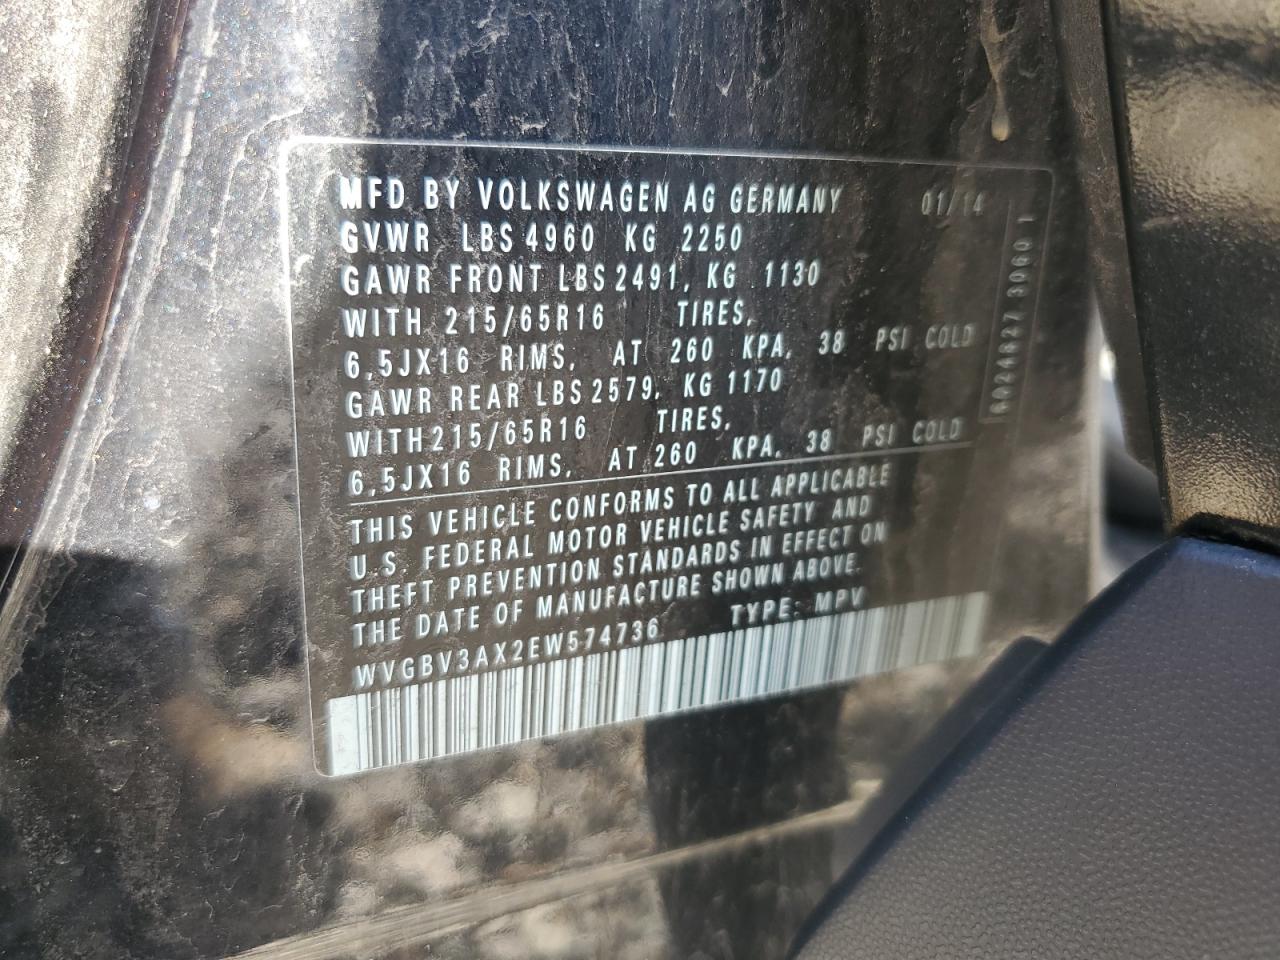 MFD BY VOLKSWAGEN AG GERMANY 01/14
GVWR LBS 4960 KG 2250
GAWR FRONT LBS 2491, KG 1130
WITH 215/65R16 TIRES,
6,5JX16 RIMS, AT 260 KPA, 38 PSI COLD
GAWR REAR LBS 2579, KG 1170
WITH 215/65R16 TIRES,
6,5JX16 RIMS, AT 260 KPA, 38 PSI COLD
THIS VEHICLE CONFORMS TO ALL APPLICABLE
U.S. FEDERAL MOTOR VEHICLE SAFETY AND
THEFT PREVENTION STANDARDS IN EFFECT ON
THE DATE OF MANUFACTURE SHOWN ABOVE.
WVGBV3AX2EW574736 TYPE: MPV